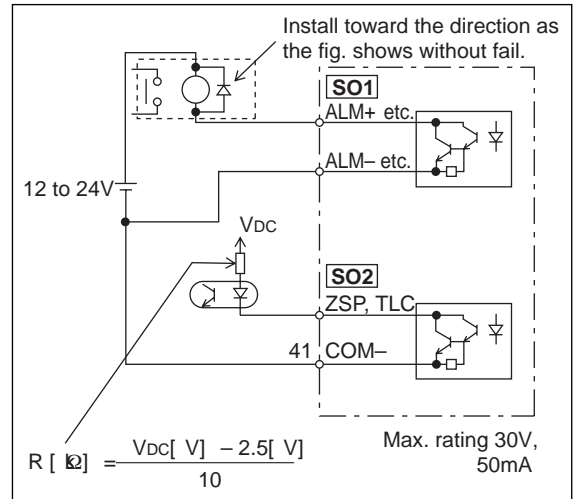 Install toward the direction as
the fig. shows without fail.
SO1
ALM+ etc.
ALM– etc.
12 to 24V
VDC
SO2
ZSP, TLC
41 COM–
Max. rating 30V,
50mA
R [kΩ] = VDC[ V] – 2.5[ V]
10